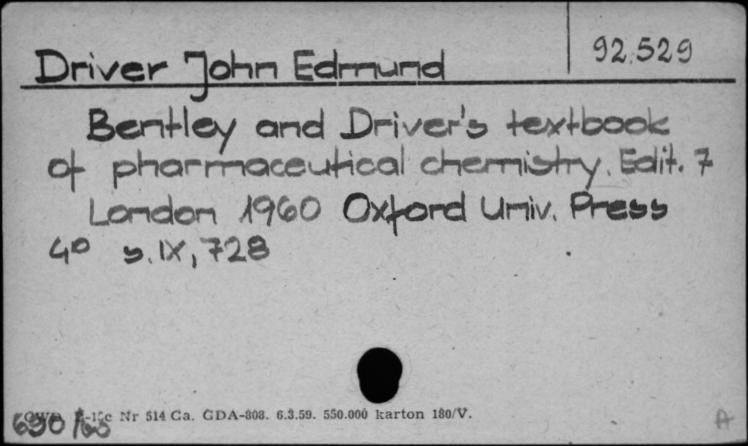 92.529
Driver John Edmund
Bentley and Driver's textbook
of pharmaceutical chemistry. Edit. 7
London 1960 Oxford Univ. Press
4° s. IX, 728
Nr 514 Ca. GDA-808. 6.3.59. 550.000 karton 180/V.
690/65
A